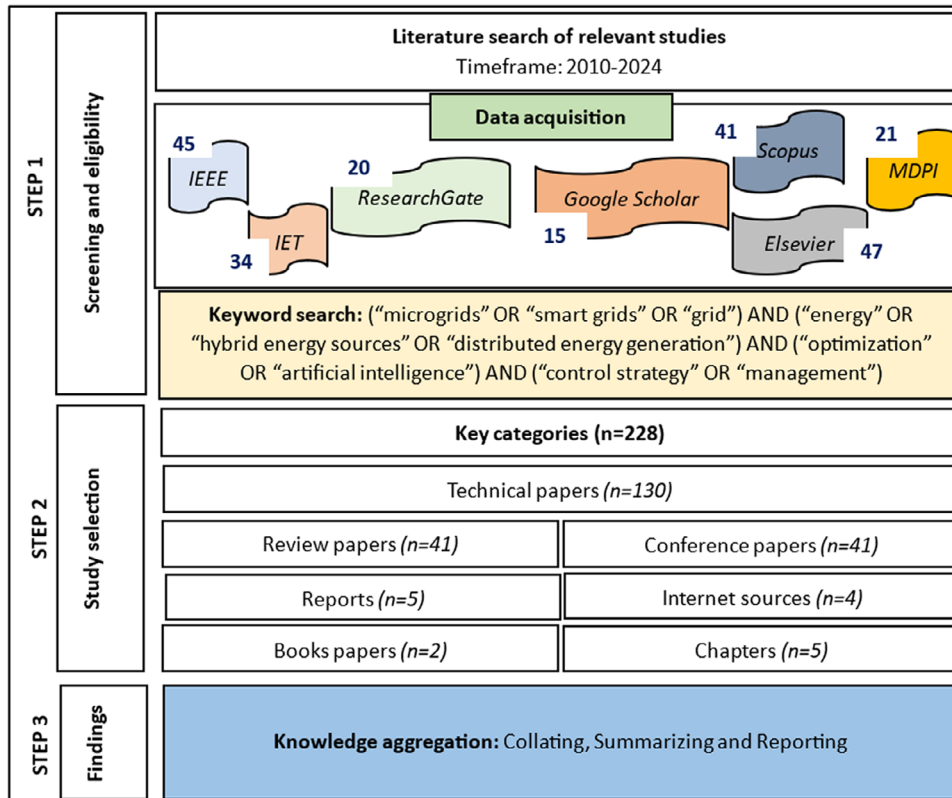 STEP 1
Screening and eligibility
Literature search of relevant studies
Timeframe: 2010-2024
Data acquisition
45
IEEE
34
IET
20
ResearchGate
15
Google Scholar
41
Scopus
47
Elsevier
21
MDPI
Keyword search: (“microgrids” OR “smart grids” OR “grid”) AND (“energy” OR
“hybrid energy sources” OR “distributed energy generation”) AND (“optimization”
OR “artificial intelligence”) AND (“control strategy” OR “management”)
STEP 2
Study selection
Key categories (n=228)
Technical papers (n=130)
Review papers (n=41)
Conference papers (n=41)
Reports (n=5)
Internet sources (n=4)
Books papers (n=2)
Chapters (n=5)
STEP 3
Findings
Knowledge aggregation: Collating, Summarizing and Reporting